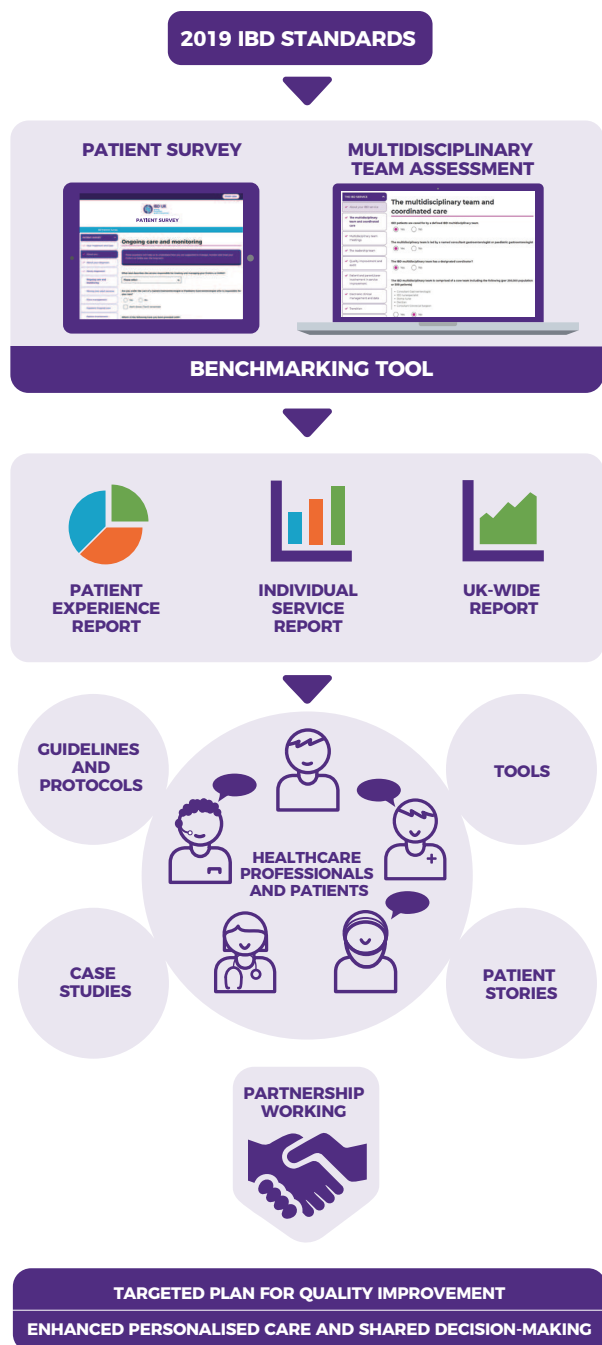 2019 IBD STANDARDS
PATIENT SURVEY
MULTIDISCIPLINARY
TEAM ASSESSMENT
PATIENT SURVEY
Ongoing care and monitoring
The multidisciplinary team and
coordinated care
BENCHMARKING TOOL
PATIENT
EXPERIENCE
REPORT
INDIVIDUAL
SERVICE
REPORT
UK-WIDE
REPORT
GUIDELINES
AND
PROTOCOLS
TOOLS
HEALTHCARE
PROFESSIONALS
AND PATIENTS
CASE
STUDIES
PATIENT
STORIES
PARTNERSHIP
WORKING
TARGETED PLAN FOR QUALITY IMPROVEMENT
ENHANCED PERSONALISED CARE AND SHARED DECISION-MAKING